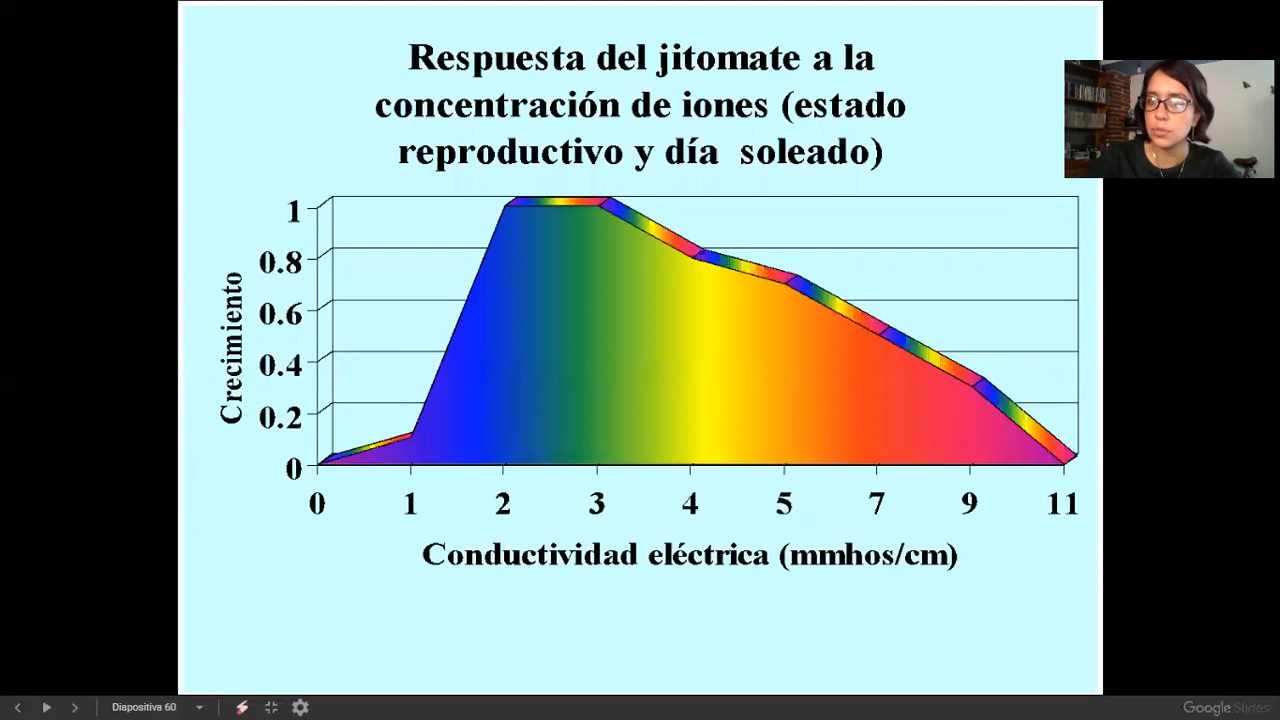 Respuesta del jitomate a la
concentración de iones (estado
reproductivo y día soleado)
Crecimiento
1
0.8
0.6
0.4
0.2
0
0 1 2 3 4 5 7 9 11
Conductividad eléctrica (mmhos/cm)
Diapositiva 60
Google Slides